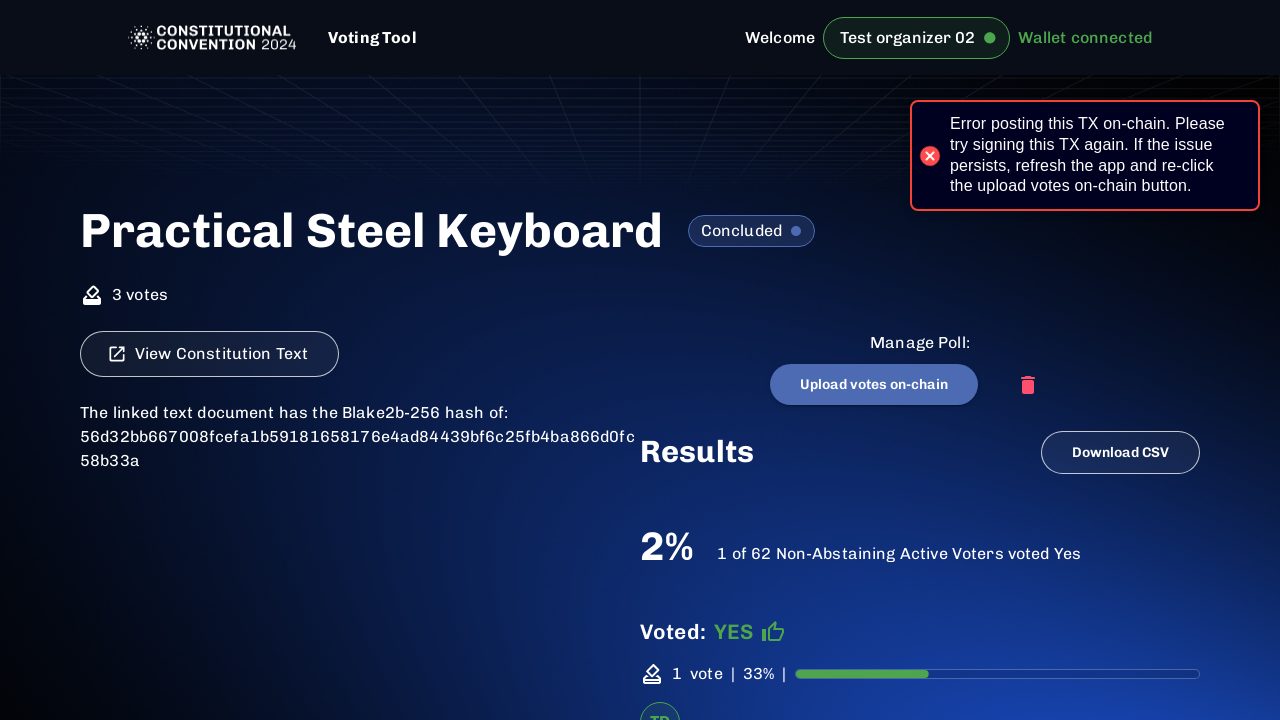 CONSTITUTIONAL
CONVENTION 2024
Voting Tool
Welcome
Test organizer 02
Wallet connected
Error posting this TX on-chain. Please
try signing this TX again. If the issue
persists, refresh the app and re-click
the upload votes on-chain button.
Practical Steel Keyboard
Concluded
3 votes
View Constitution Text
Manage Poll:
Upload votes on-chain
The linked text document has the Blake2b-256 hash of:
56d32bb667008fcefa1b59181658176e4ad84439bf6c25fb4ba866d0fc
58b33a
Results
Download CSV
2%
1 of 62 Non-Abstaining Active Voters voted Yes
Voted: YES
1 vote | 33% |